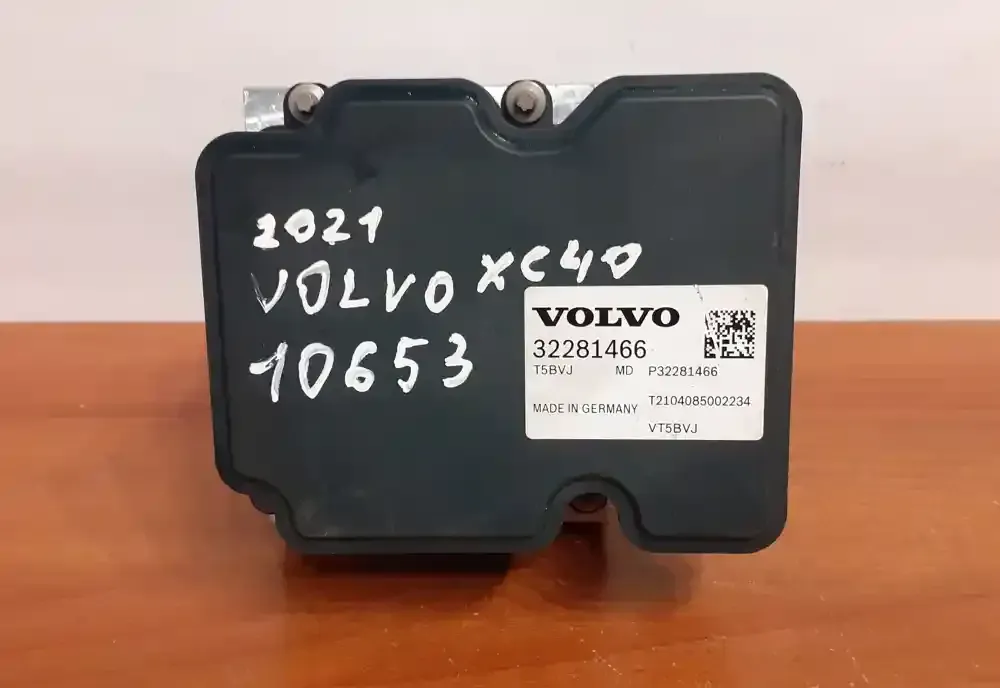 2021
VOLVO XC40
10653
VOLVO
32281466
T5BVJ MD P32281466
T2104085002234
MADE IN GERMANY
VT5BVJ